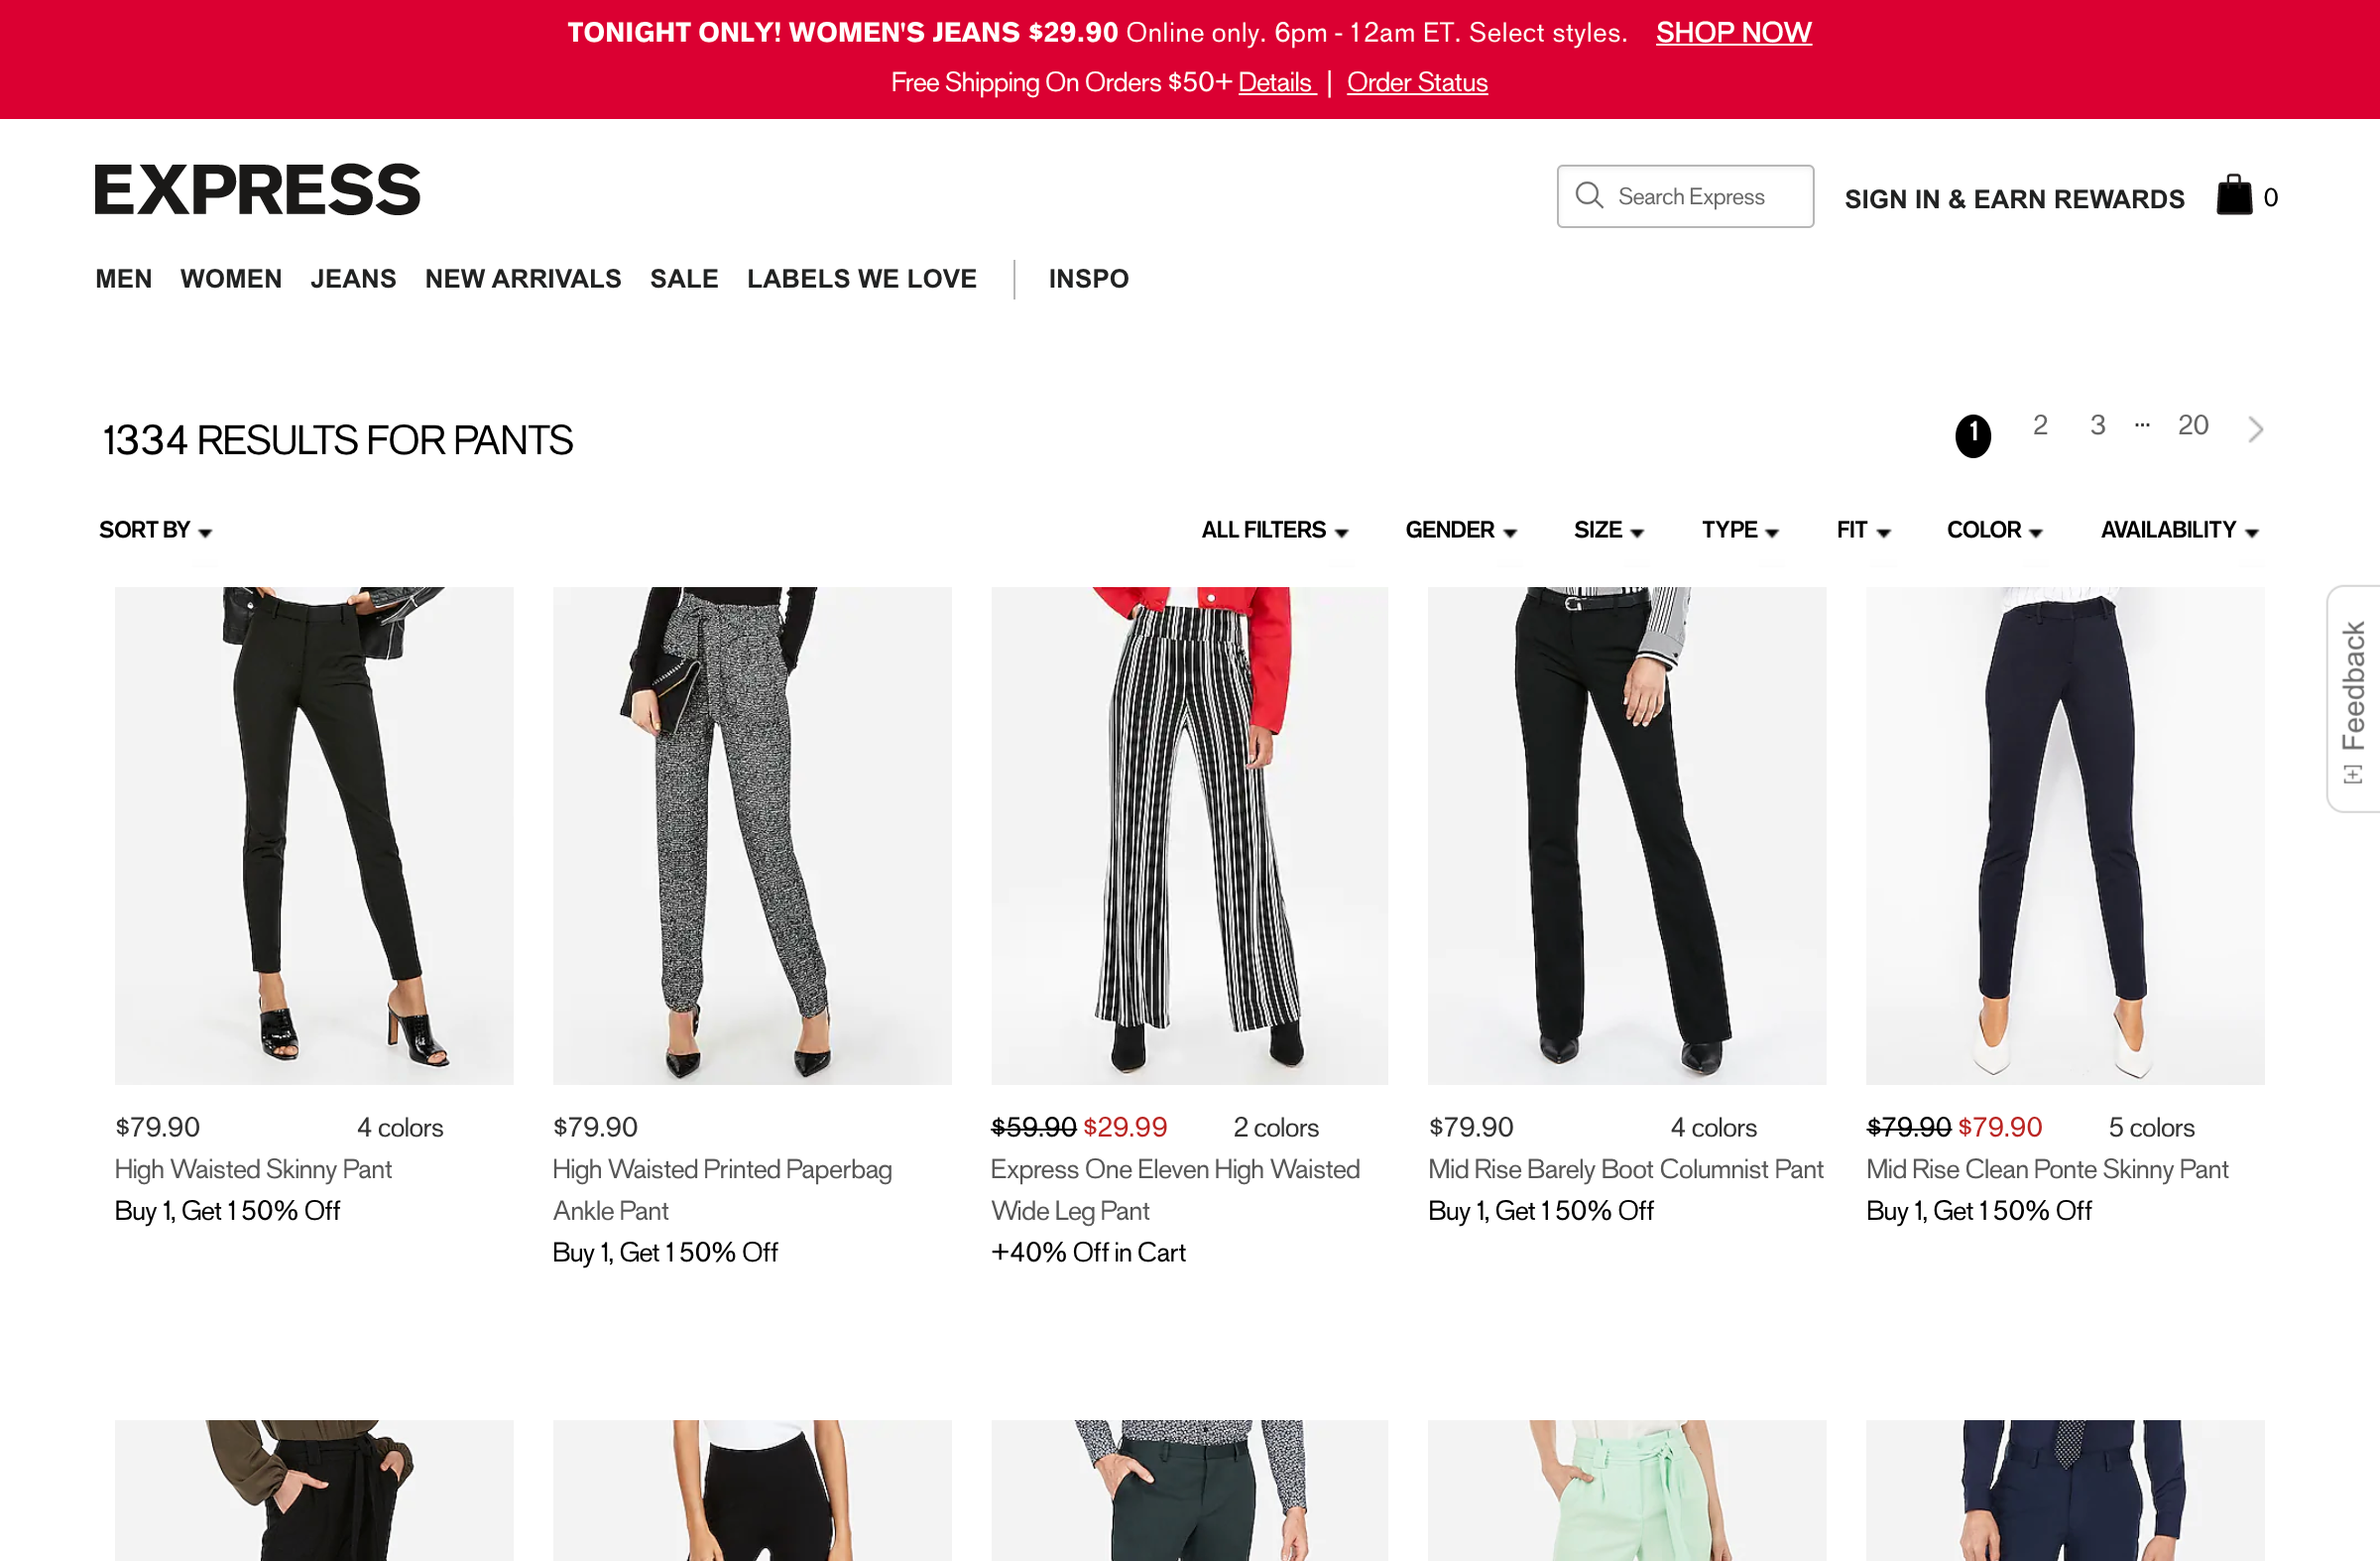 TONIGHT ONLY! WOMEN'S JEANS $29.90 Online only. 6pm - 12am ET. Select styles. SHOP NOW
Free Shipping On Orders $50+ Details | Order Status
EXPRESS
Search Express
SIGN IN & EARN REWARDS
0
MEN WOMEN JEANS NEW ARRIVALS SALE LABELS WE LOVE | INSPO
1334 RESULTS FOR PANTS
1 2 3 ... 20
SORT BY
ALL FILTERS GENDER SIZE TYPE FIT COLOR AVAILABILITY
[+] Feedback
$79.90 4 colors
High Waisted Skinny Pant
Buy 1, Get 1 50% Off
$79.90
High Waisted Printed Paperbag
Ankle Pant
Buy 1, Get 1 50% Off
$59.90 $29.99 2 colors
Express One Eleven High Waisted
Wide Leg Pant
+40% Off in Cart
$79.90 4 colors
Mid Rise Barely Boot Columnist Pant
Buy 1, Get 1 50% Off
$79.90 $79.90 5 colors
Mid Rise Clean Ponte Skinny Pant
Buy 1, Get 1 50% Off